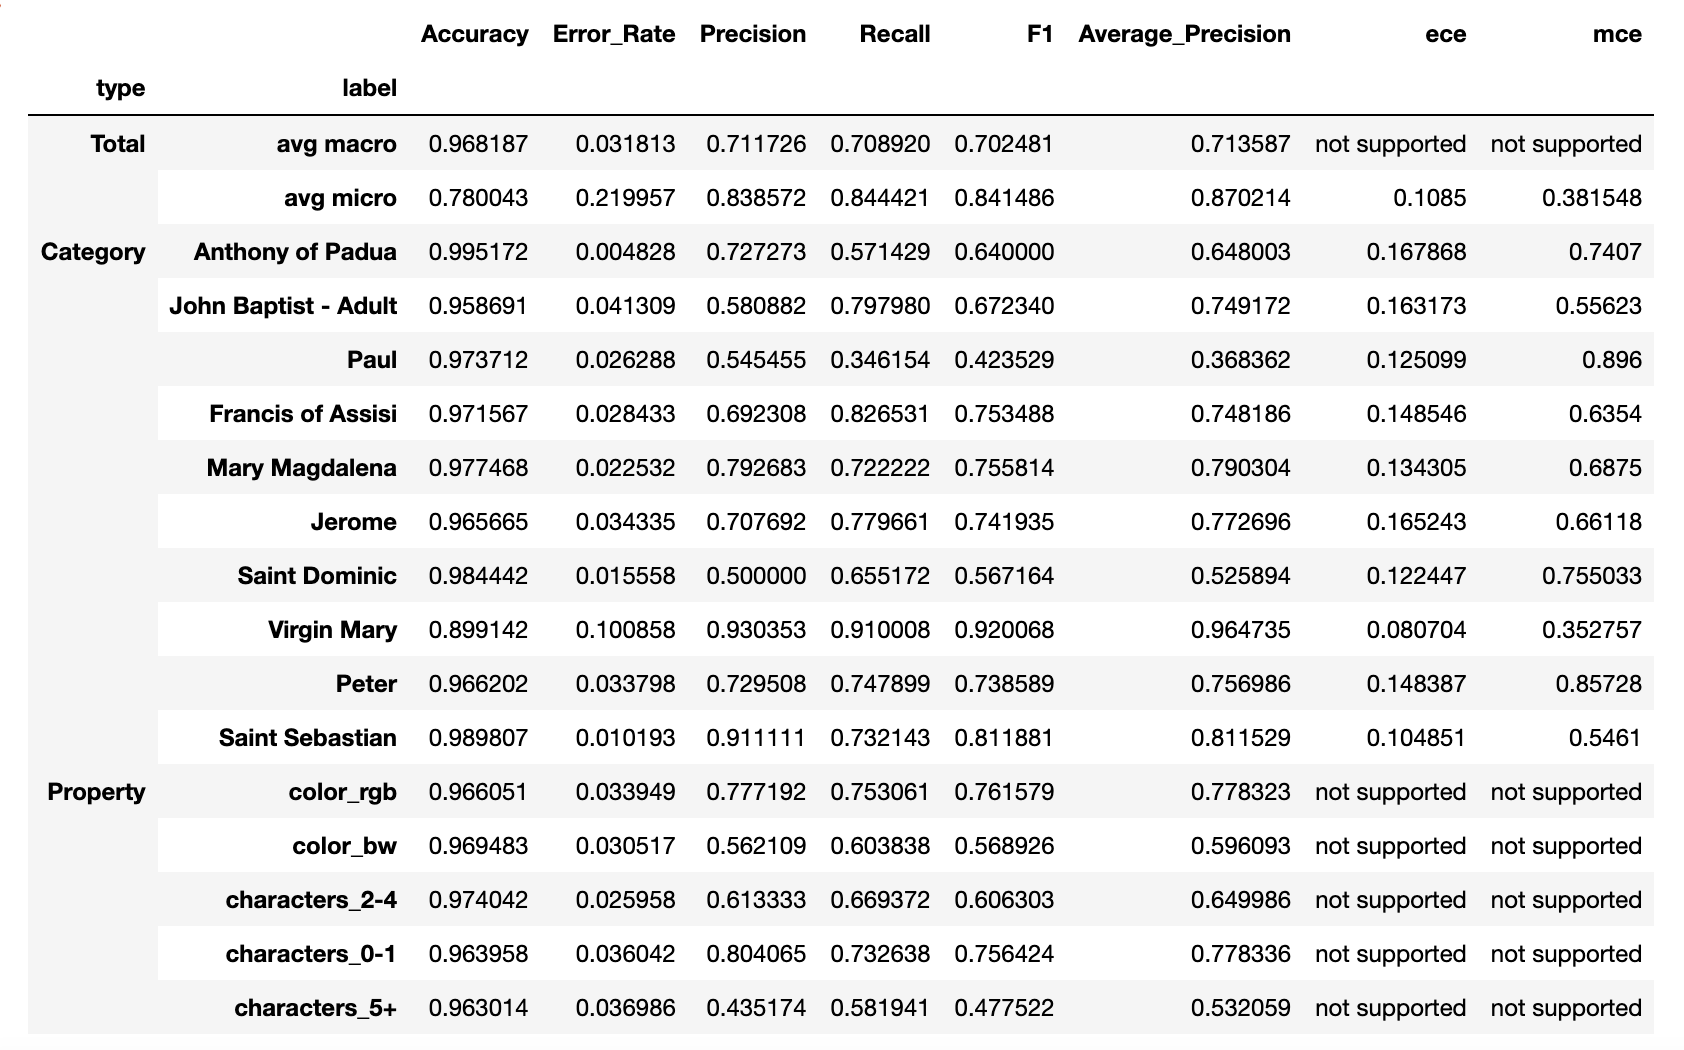 Accuracy Error_Rate Precision Recall F1 Average_Precision ece mce
type label
Total avg macro 0.968187 0.031813 0.711726 0.708920 0.702481 0.713587 not supported not supported
avg micro 0.780043 0.219957 0.838572 0.844421 0.841486 0.870214 0.1085 0.381548
Category Anthony of Padua 0.995172 0.004828 0.727273 0.571429 0.640000 0.648003 0.167868 0.7407
John Baptist - Adult 0.958691 0.041309 0.580882 0.797980 0.672340 0.749172 0.163173 0.55623
Paul 0.973712 0.026288 0.545455 0.346154 0.423529 0.368362 0.125099 0.896
Francis of Assisi 0.971567 0.028433 0.692308 0.826531 0.753488 0.748186 0.148546 0.6354
Mary Magdalena 0.977468 0.022532 0.792683 0.722222 0.755814 0.790304 0.134305 0.6875
Jerome 0.965665 0.034335 0.707692 0.779661 0.741935 0.772696 0.165243 0.66118
Saint Dominic 0.984442 0.015558 0.500000 0.655172 0.567164 0.525894 0.122447 0.755033
Virgin Mary 0.899142 0.100858 0.930353 0.910008 0.920068 0.964735 0.080704 0.352757
Peter 0.966202 0.033798 0.729508 0.747899 0.738589 0.756986 0.148387 0.85728
Saint Sebastian 0.989807 0.010193 0.911111 0.732143 0.811881 0.811529 0.104851 0.5461
Property color_rgb 0.966051 0.033949 0.777192 0.753061 0.761579 0.778323 not supported not supported
color_bw 0.969483 0.030517 0.562109 0.603838 0.568926 0.596093 not supported not supported
characters_2-4 0.974042 0.025958 0.613333 0.669372 0.606303 0.649986 not supported not supported
characters_0-1 0.963958 0.036042 0.804065 0.732638 0.756424 0.778336 not supported not supported
characters_5+ 0.963014 0.036986 0.435174 0.581941 0.477522 0.532059 not supported not supported